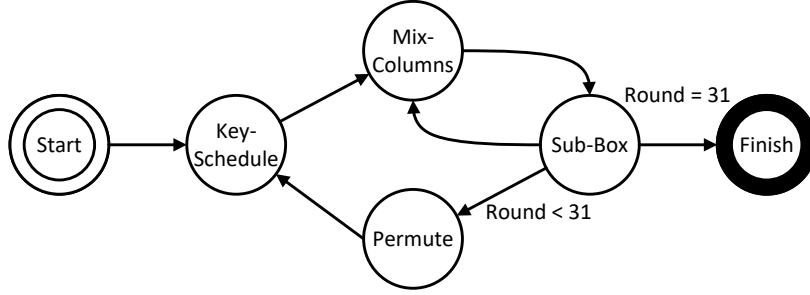 Mix-
Columns
Round = 31
Start
Key-
Schedule
Sub-Box
Finish
Round < 31
Permute